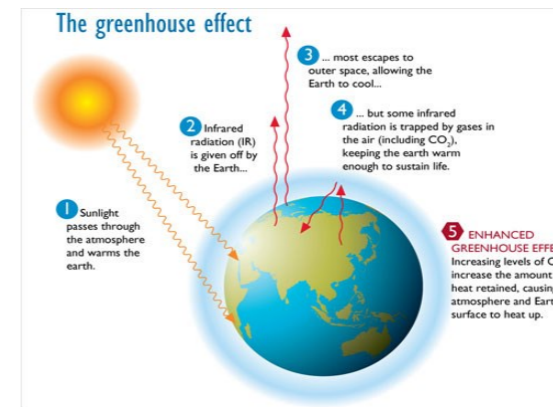 The greenhouse effect
1 Sunlight
passes through
the atmosphere
and warms the
earth.
2 Infrared
radiation (IR)
is given off by
the Earth...
3 ... most escapes to
outer space, allowing the
Earth to cool...
4 ... but some infrared
radiation is trapped by gases in
the air (including CO₂),
keeping the earth warm
enough to sustain life.
5 ENHANCED
GREENHOUSE EFFE
Increasing levels of C
increase the amount
heat retained, causing
atmosphere and Eart
surface to heat up.